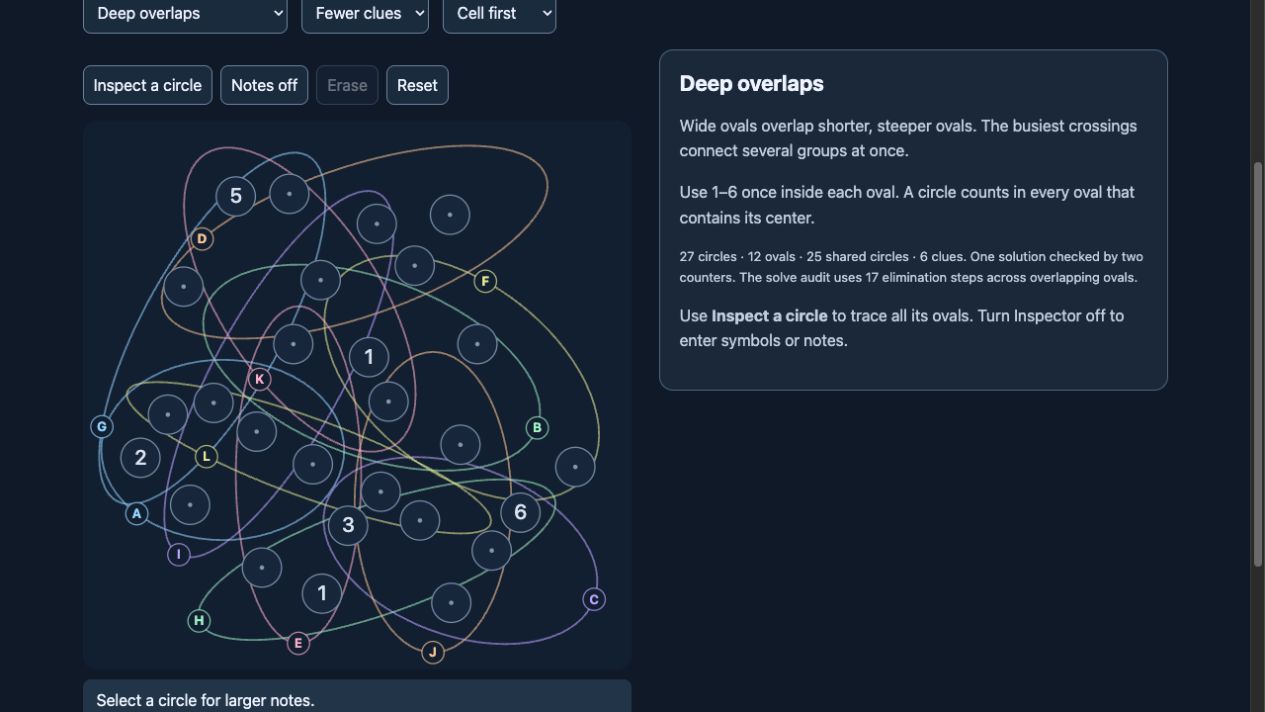 Deep overlaps
Fewer clues
Cell first
Inspect a circle
Notes off
Erase
Reset
5
D
F
1
K
G
B
2
L
A
3
6
I
1
C
H
E
J
Select a circle for larger notes.
Deep overlaps
Wide ovals overlap shorter, steeper ovals. The busiest crossings
connect several groups at once.
Use 1–6 once inside each oval. A circle counts in every oval that
contains its center.
27 circles · 12 ovals · 25 shared circles · 6 clues. One solution checked by two
counters. The solve audit uses 17 elimination steps across overlapping ovals.
Use Inspect a circle to trace all its ovals. Turn Inspector off to
enter symbols or notes.